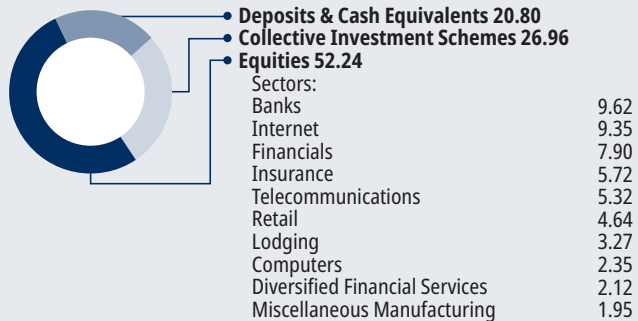 Deposits & Cash Equivalents 20.80
Collective Investment Schemes 26.96
Equities 52.24
Sectors:
Banks 9.62
Internet 9.35
Financials 7.90
Insurance 5.72
Telecommunications 5.32
Retail 4.64
Lodging 3.27
Computers 2.35
Diversified Financial Services 2.12
Miscellaneous Manufacturing 1.95